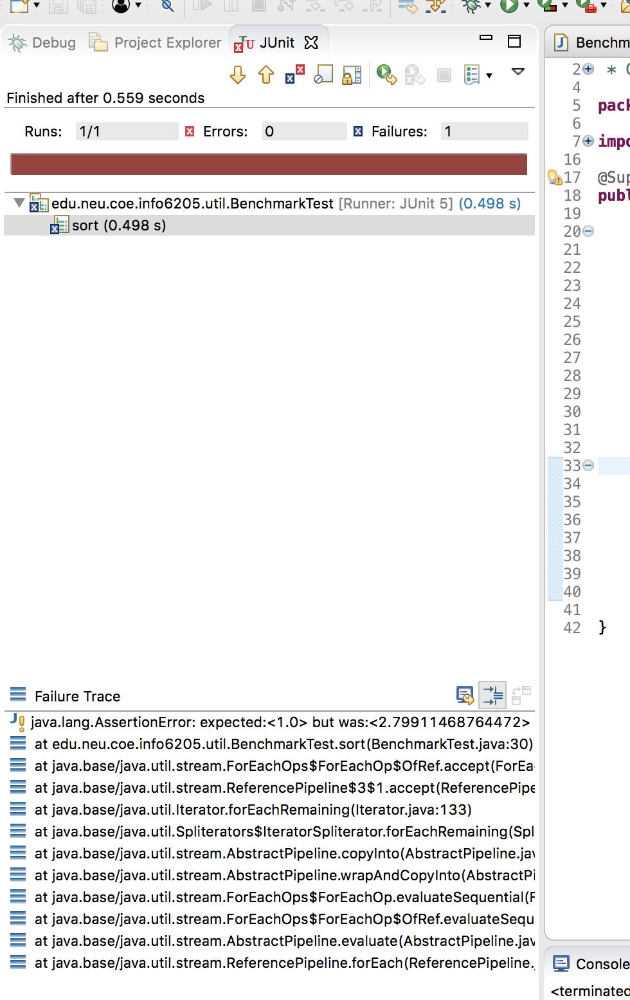 Debug Project Explorer JUnit
Finished after 0.559 seconds
Runs: 1/1 Errors: 0 Failures: 1
edu.neu.coe.info6205.util.BenchmarkTest [Runner: JUnit 5] (0.498 s)
sort (0.498 s)
Failure Trace
java.lang.AssertionError: expected:<1.0> but was:<2.79911468764472>
at edu.neu.coe.info6205.util.BenchmarkTest.sort(BenchmarkTest.java:30)
at java.base/java.util.stream.ForEachOps$ForEachOp$OfRef.accept(ForEa
at java.base/java.util.stream.ReferencePipeline$3$1.accept(ReferencePipe
at java.base/java.util.Iterator.forEachRemaining(Iterator.java:133)
at java.base/java.util.Spliterators$IteratorSpliterator.forEachRemaining(Spl
at java.base/java.util.stream.AbstractPipeline.copyInto(AbstractPipeline.jav
at java.base/java.util.stream.AbstractPipeline.wrapAndCopyInto(AbstractPi
at java.base/java.util.stream.ForEachOps$ForEachOp.evaluateSequential(F
at java.base/java.util.stream.ForEachOps$ForEachOp$OfRef.evaluateSequ
at java.base/java.util.stream.AbstractPipeline.evaluate(AbstractPipeline.jav
at java.base/java.util.stream.ReferencePipeline.forEach(ReferencePipeline.
Benchm
2 * C
4
5 pack
6
7 impo
16
17 @Sup
18 publ
19
20
21
22
23
24
25
26
27
28
29
30
31
32
33
34
35
36
37
38
39
40
41
42 }
Console
<terminated